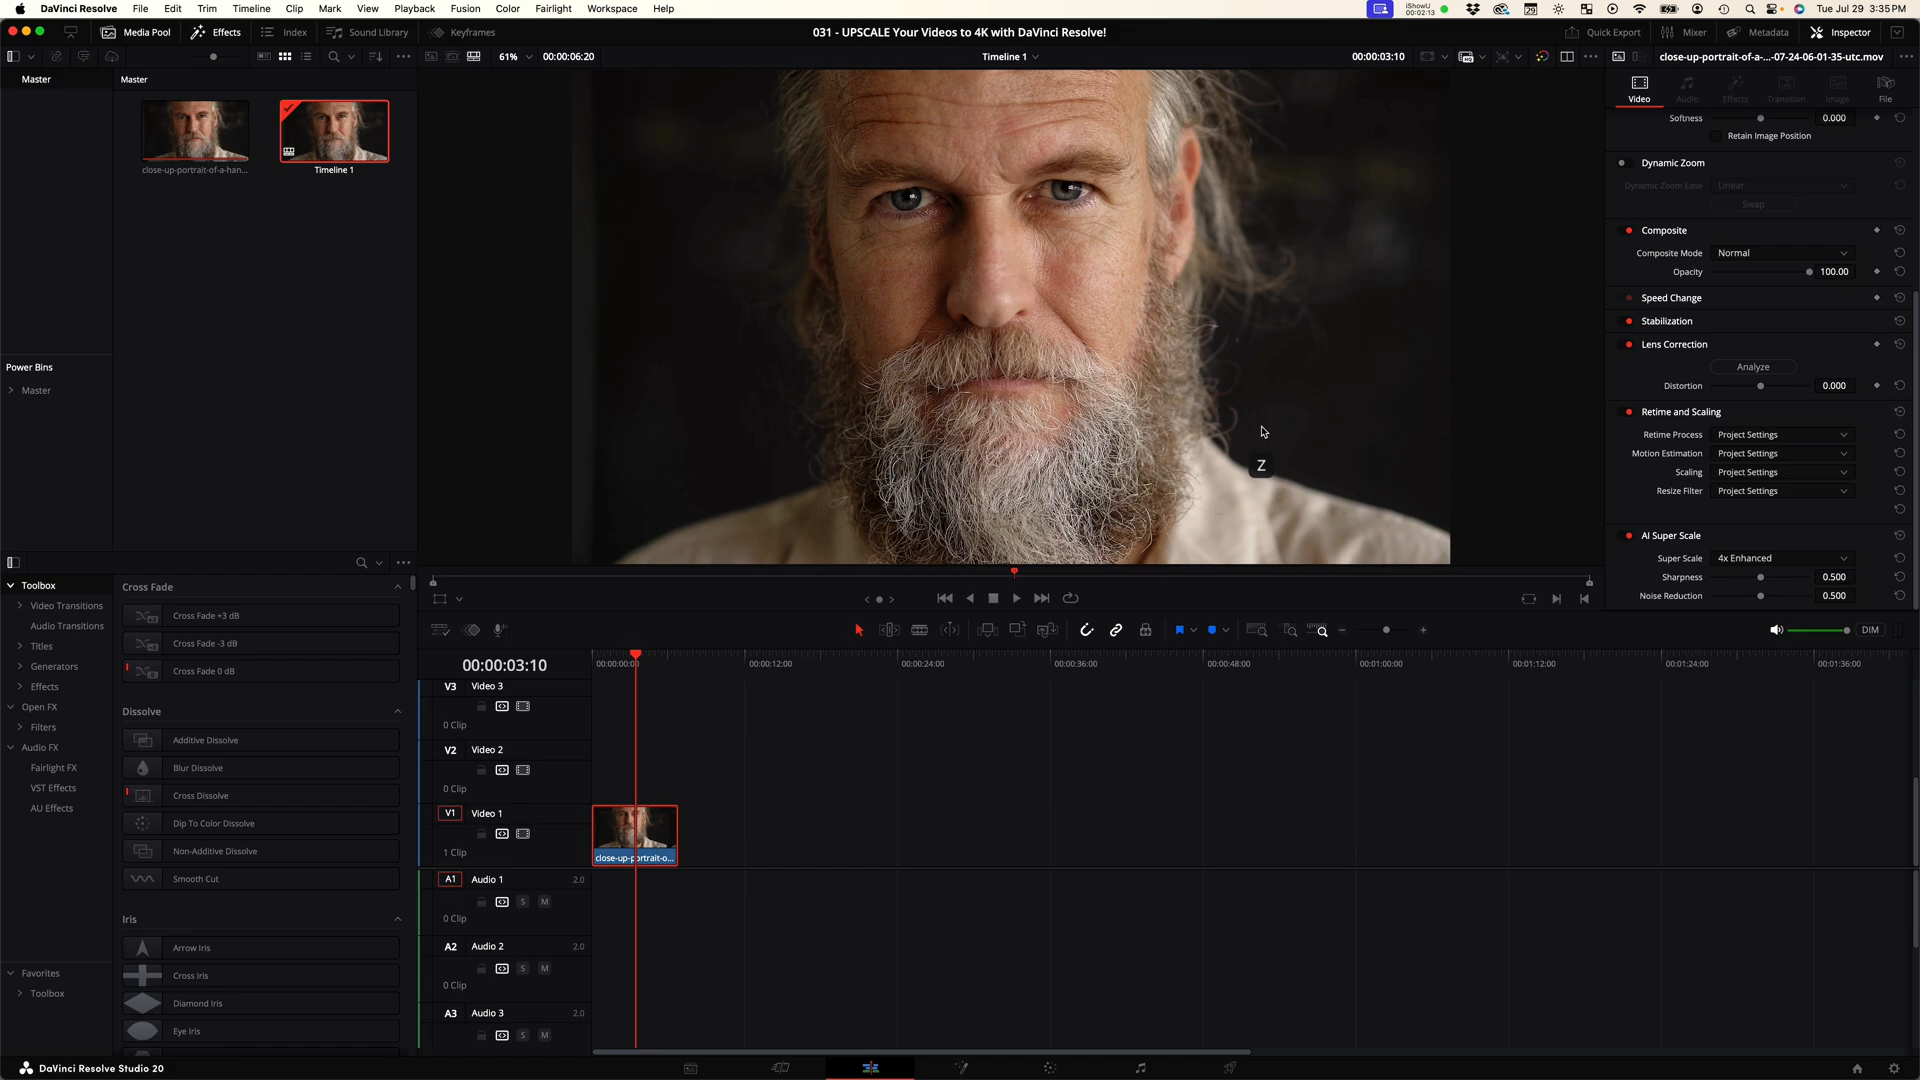 DaVinci Resolve File Edit Trim Timeline Clip Mark View Playback Fusion Color Fairlight Workspace Help
iShowU 00:02:13
29
Tue Jul 29 3:35 PM
Media Pool Effects Index Sound Library Keyframes
031 - UPSCALE Your Videos to 4K with DaVinci Resolve!
Quick Export Mixer Metadata Inspector
61% 00:00:06:20
Timeline 1
00:00:03:10
close-up-portrait-of-a-...-07-24-06-01-35-utc.mov
Master
Master
close-up-portrait-of-a-han...
Timeline 1
Power Bins
Master
Video Audio Effects Transition Image File
Softness 0.000
Retain Image Position
Dynamic Zoom
Dynamic Zoom Ease Linear
Swap
Composite
Composite Mode Normal
Opacity 100.00
Speed Change
Stabilization
Lens Correction
Analyze
Distortion 0.000
Retime and Scaling
Retime Process Project Settings
Motion Estimation Project Settings
Scaling Project Settings
Resize Filter Project Settings
AI Super Scale
Super Scale 4x Enhanced
Sharpness 0.500
Noise Reduction 0.500
Z
Toolbox
Video Transitions
Audio Transitions
Titles
Generators
Effects
Open FX
Filters
Audio FX
Fairlight FX
VST Effects
AU Effects
Favorites
Toolbox
Cross Fade
Cross Fade +3 dB
Cross Fade -3 dB
Cross Fade 0 dB
Dissolve
Additive Dissolve
Blur Dissolve
Cross Dissolve
Dip To Color Dissolve
Non-Additive Dissolve
Smooth Cut
Iris
Arrow Iris
Cross Iris
Diamond Iris
Eye Iris
DIM
00:00:03:10
00:00:00:00 00:00:12:00 00:00:24:00 00:00:36:00 00:00:48:00 00:01:00:00 00:01:12:00 00:01:24:00 00:01:36:00
V3 Video 3
0 Clip
V2 Video 2
0 Clip
V1 Video 1
1 Clip
close-up-portrait-o...
A1 Audio 1 2.0
S M
0 Clip
A2 Audio 2 2.0
S M
0 Clip
A3 Audio 3 2.0
S M
DaVinci Resolve Studio 20